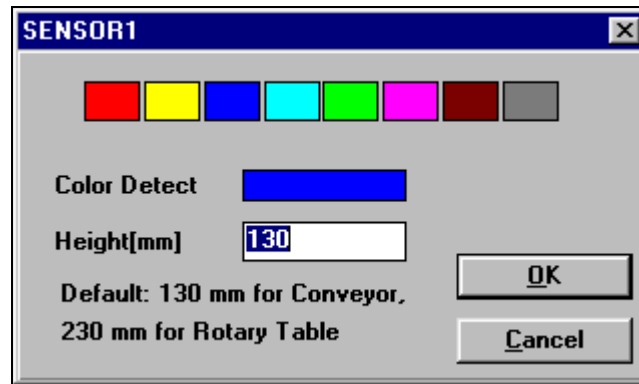 SENSOR1
Color Detect
Height[mm]
130
Default: 130 mm for Conveyor,
230 mm for Rotary Table
OK
Cancel